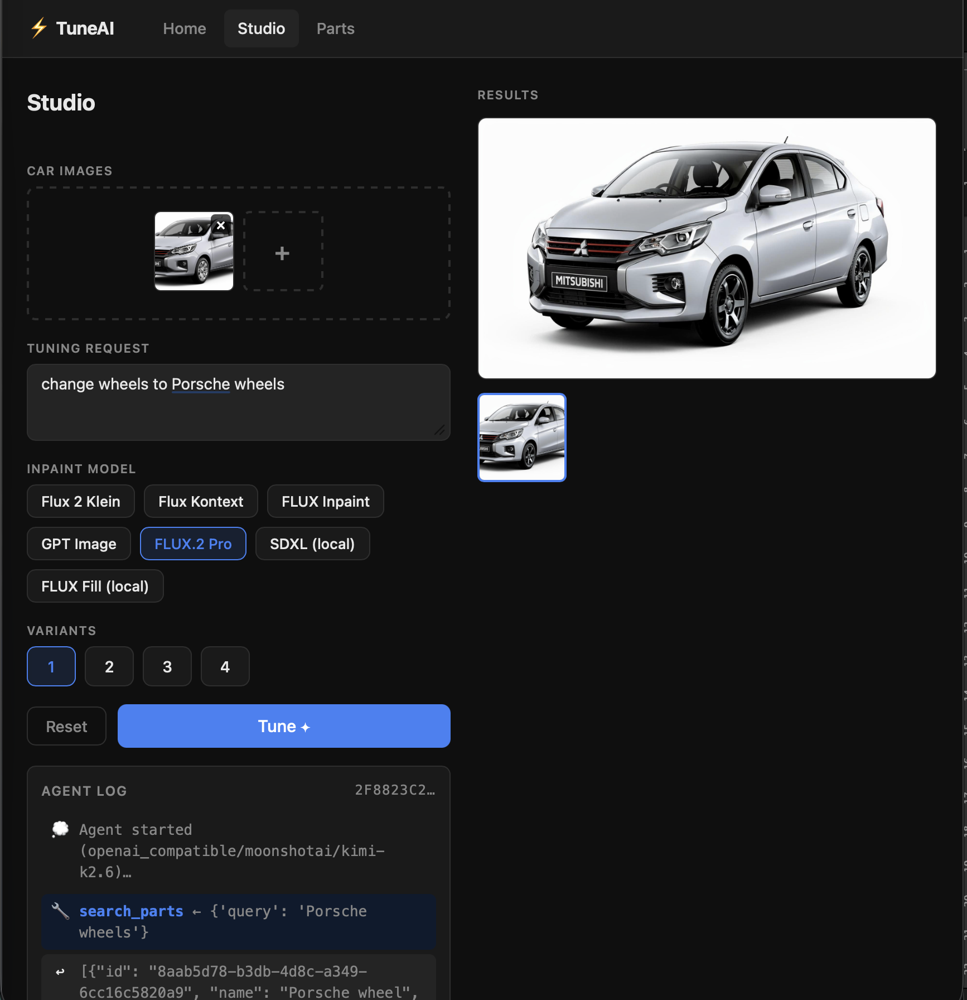 ⚡ TuneAI
Home
Studio
Parts
Studio
CAR IMAGES
+
TUNING REQUEST
change wheels to Porsche wheels
INPAINT MODEL
Flux 2 Klein
Flux Kontext
FLUX Inpaint
GPT Image
FLUX.2 Pro
SDXL (local)
FLUX Fill (local)
VARIANTS
1
2
3
4
Reset
Tune ✦
AGENT LOG
2F8823C2…
Agent started
(openai_compatible/moonshotai/kimi-
k2.6)…
search_parts ← {'query': 'Porsche
wheels'}
[{"id": "8aab5d78-b3db-4d8c-a349-
6cc16c5820a9", "name": "Porsche wheel",
RESULTS
MITSUBISHI